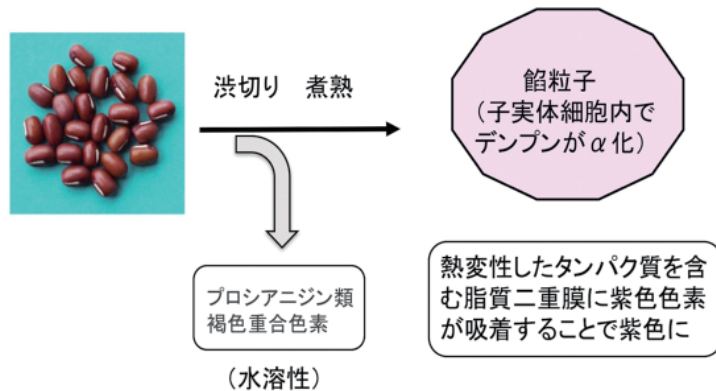 渋切り 煮熟
餡粒子
（子実体細胞内で
デンプンがα化）
プロシアニジン類
褐色重合色素
（水溶性）
熱変性したタンパク質を含
む脂質二重膜に紫色色素
が吸着することで紫色に